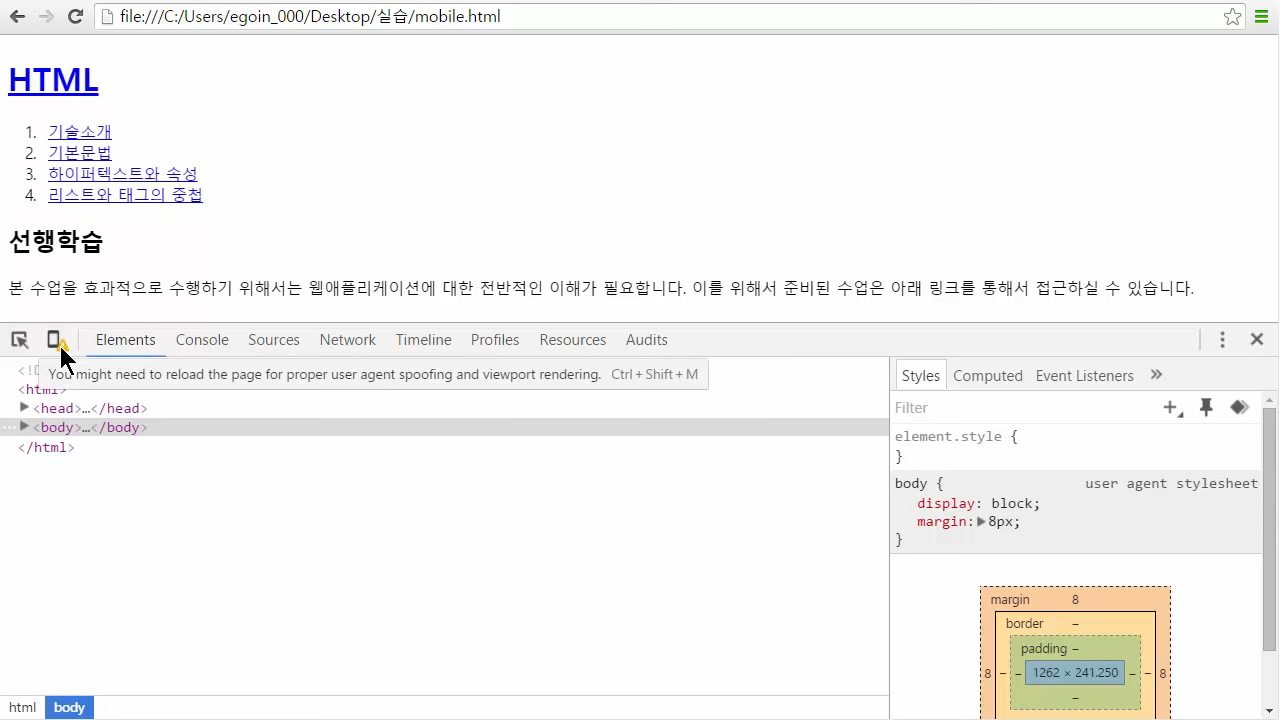 file:///C:/Users/egoin_000/Desktop/실습/mobile.html
HTML
1. 기술소개
2. 기본문법
3. 하이퍼텍스트와 속성
4. 리스트와 태그의 중첩
선행학습
본 수업을 효과적으로 수행하기 위해서는 웹애플리케이션에 대한 전반적인 이해가 필요합니다. 이를 위해서 준비된 수업은 아래 링크를 통해서 접근하실 수 있습니다.
Elements Console Sources Network Timeline Profiles Resources Audits
You might need to reload the page for proper user agent spoofing and viewport rendering. Ctrl + Shift + M
<html>
<head>…</head>
<body>…</body>
</html>
html body
Styles Computed Event Listeners »
Filter
element.style {
}
body { user agent stylesheet
display: block;
margin: 8px;
}
margin 8
border –
padding –
8 – – 1262 × 241.250 – – 8
–